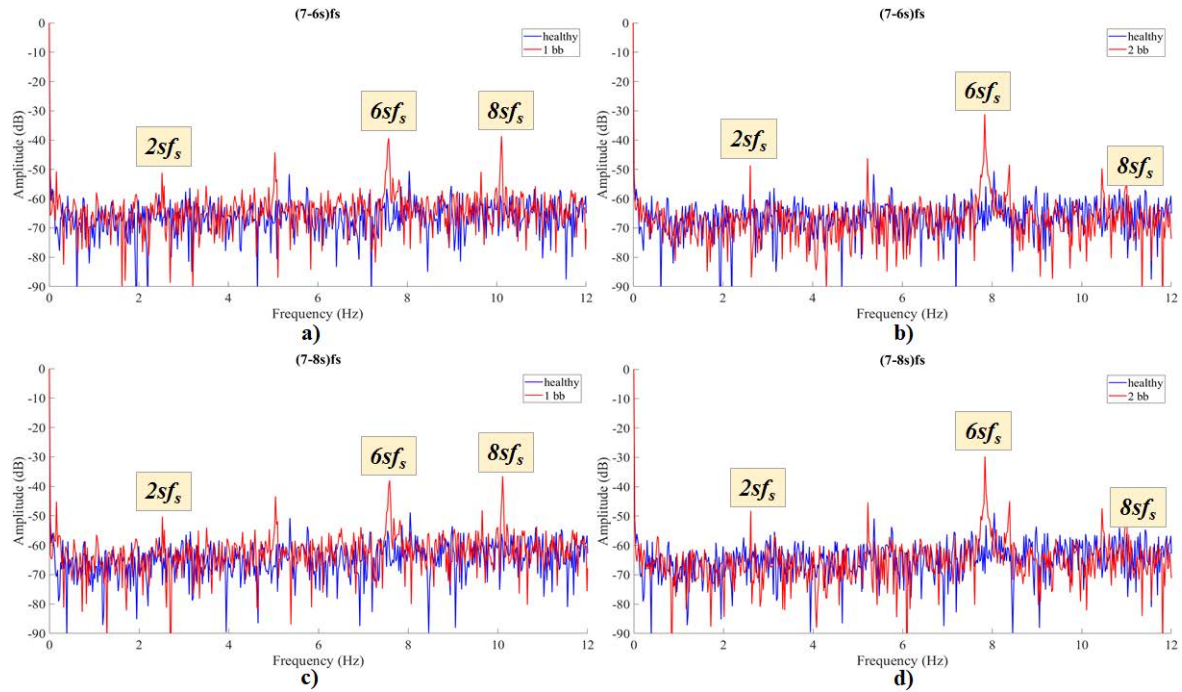 (7-6s)fs
0
-10
-20
-30
-40
-50
-60
-70
-80
-90
Amplitude (dB)
healthy
1 bb
2sfₛ
6sfₛ
8sfₛ
0 2 4 6 8 10 12
Frequency (Hz)
a)
(7-6s)fs
0
-10
-20
-30
-40
-50
-60
-70
-80
-90
Amplitude (dB)
healthy
2 bb
6sfₛ
2sfₛ
8sfₛ
0 2 4 6 8 10 12
Frequency (Hz)
b)
(7-8s)fs
0
-10
-20
-30
-40
-50
-60
-70
-80
-90
Amplitude (dB)
healthy
1 bb
2sfₛ
6sfₛ
8sfₛ
0 2 4 6 8 10 12
Frequency (Hz)
c)
(7-8s)fs
0
-10
-20
-30
-40
-50
-60
-70
-80
-90
Amplitude (dB)
healthy
2 bb
6sfₛ
2sfₛ
8sfₛ
0 2 4 6 8 10 12
Frequency (Hz)
d)